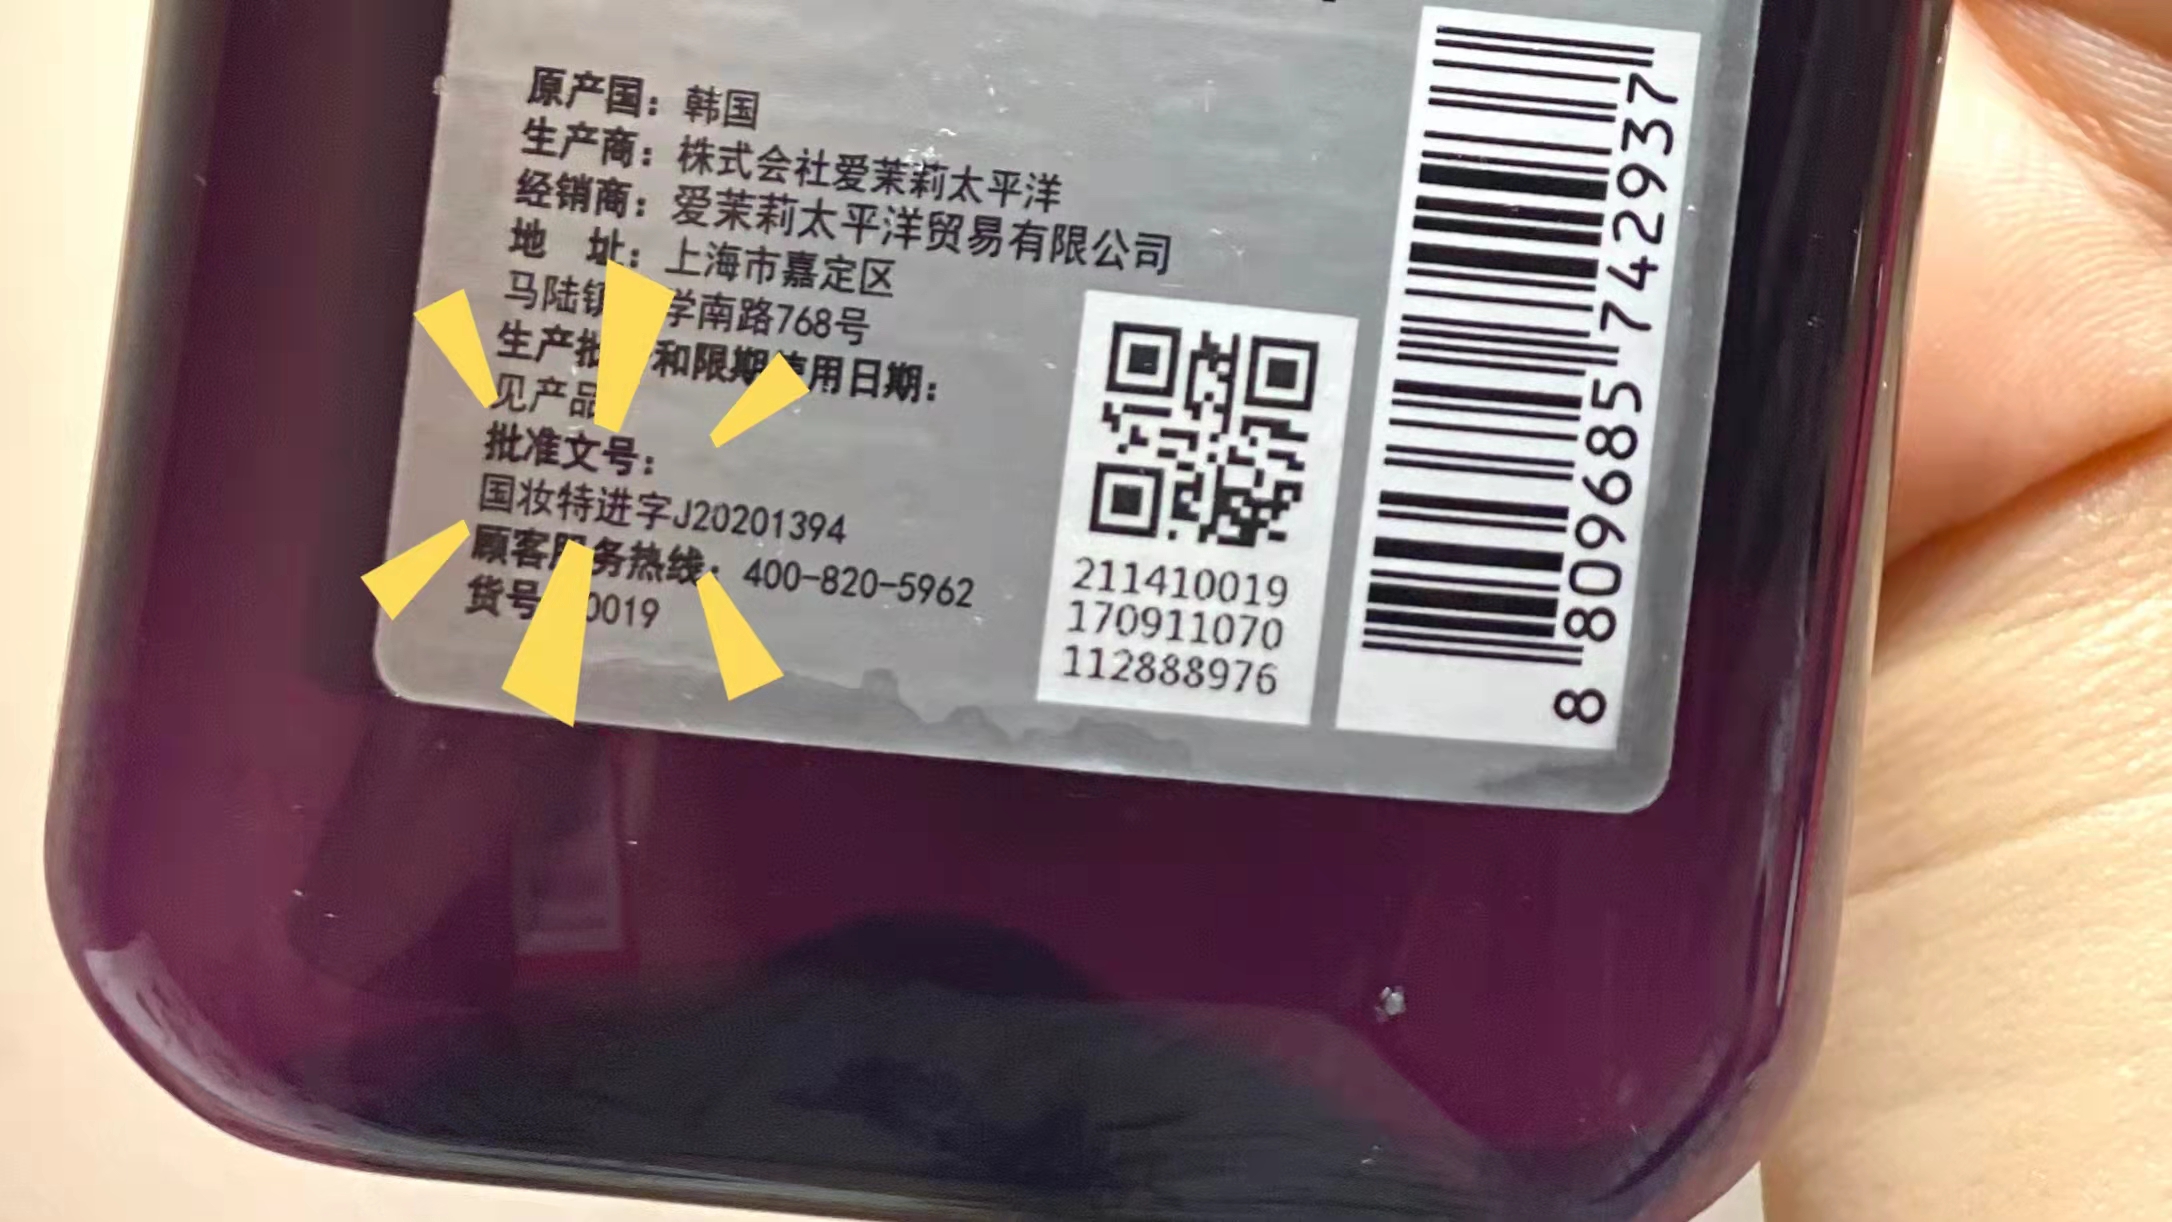 原产国：韩国
生产商：株式会社爱茉莉太平洋
经销商：爱茉莉太平洋贸易有限公司
地 址：上海市嘉定区
马陆镇 学南路768号
生产批 和限期使用日期：
见产品
批准文号：
国妆特进字J20201394
顾客服务热线：400-820-5962
货号 0019
211410019
170911070
112888976
8 809685 742937